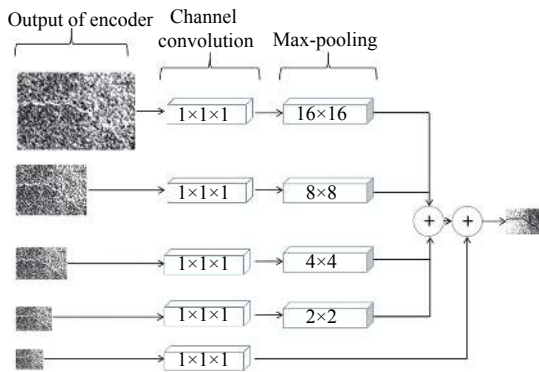 Output of encoder
Channel
convolution
Max-pooling
1×1×1
16×16
1×1×1
8×8
+
+
1×1×1
4×4
1×1×1
2×2
1×1×1